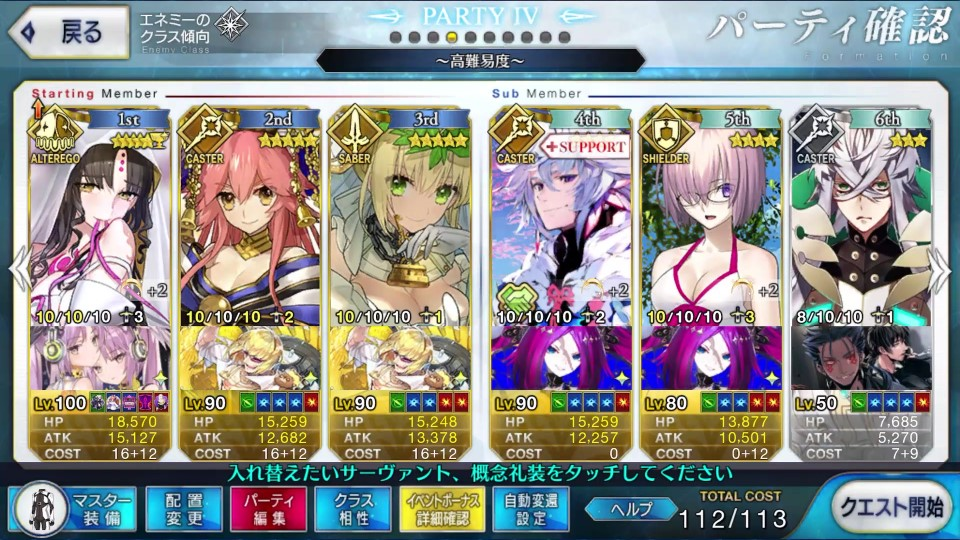 戻る
エネミーの
クラス傾向
Enemy Class
PARTY IV
〜高難易度〜
パーティ確認
Formation
Starting Member
Sub Member
1st
2nd
3rd
4th
5th
6th
ALTEREGO
CASTER
SABER
CASTER
SHIELDER
CASTER
+SUPPORT
+2
+2
+2
10/10/10 3
10/10/10 2
10/10/10 1
10/10/10 2
10/10/10 3
8/10/10 1
Lv.100
Lv.90
Lv.90
Lv.90
Lv.80
Lv.50
HP 18,570
HP 15,259
HP 15,248
HP 15,259
HP 13,877
HP 7,685
ATK 15,127
ATK 12,682
ATK 13,378
ATK 12,257
ATK 10,501
ATK 5,270
COST 16+12
COST 16+12
COST 16+12
COST 0
COST 0+12
COST 7+9
入れ替えたいサーヴァント、概念礼装をタッチしてください
マスター
装備
配置
変更
パーティ
編集
クラス
相性
イベントボーナス
詳細確認
自動変還
設定
ヘルプ
TOTAL COST
112/113
クエスト開始